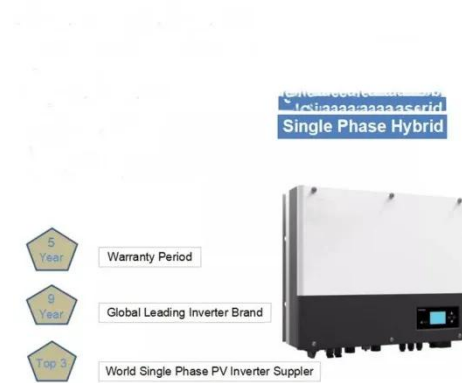 Single Phase Hybrid
5
Year
Warranty Period
9
Year
Global Leading Inverter Brand
Top 3
World Single Phase PV Inverter Suppler